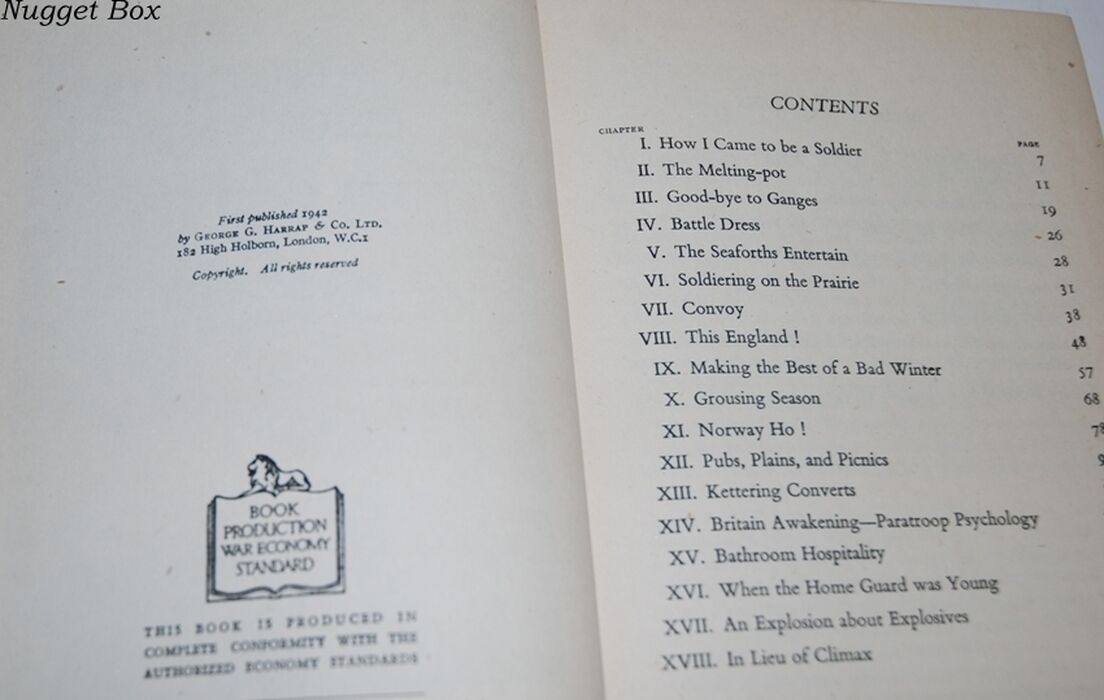 Nugget Box
First published 1942
by GEORGE G. HARRAP & Co. LTD.
182 High Holborn, London, W.C.1
Copyright. All rights reserved
BOOK
PRODUCTION
WAR ECONOMY
STANDARD
THIS BOOK IS PRODUCED IN
COMPLETE CONFORMITY WITH THE
AUTHORIZED ECONOMY STANDARDS
CONTENTS
CHAPTER PAGE
I. How I Came to be a Soldier 7
II. The Melting-pot 11
III. Good-bye to Ganges 19
IV. Battle Dress 26
V. The Seaforths Entertain 28
VI. Soldiering on the Prairie 31
VII. Convoy 38
VIII. This England ! 48
IX. Making the Best of a Bad Winter 57
X. Grousing Season 68
XI. Norway Ho ! 78
XII. Pubs, Plains, and Picnics
XIII. Kettering Converts
XIV. Britain Awakening—Paratroop Psychology
XV. Bathroom Hospitality
XVI. When the Home Guard was Young
XVII. An Explosion about Explosives
XVIII. In Lieu of Climax